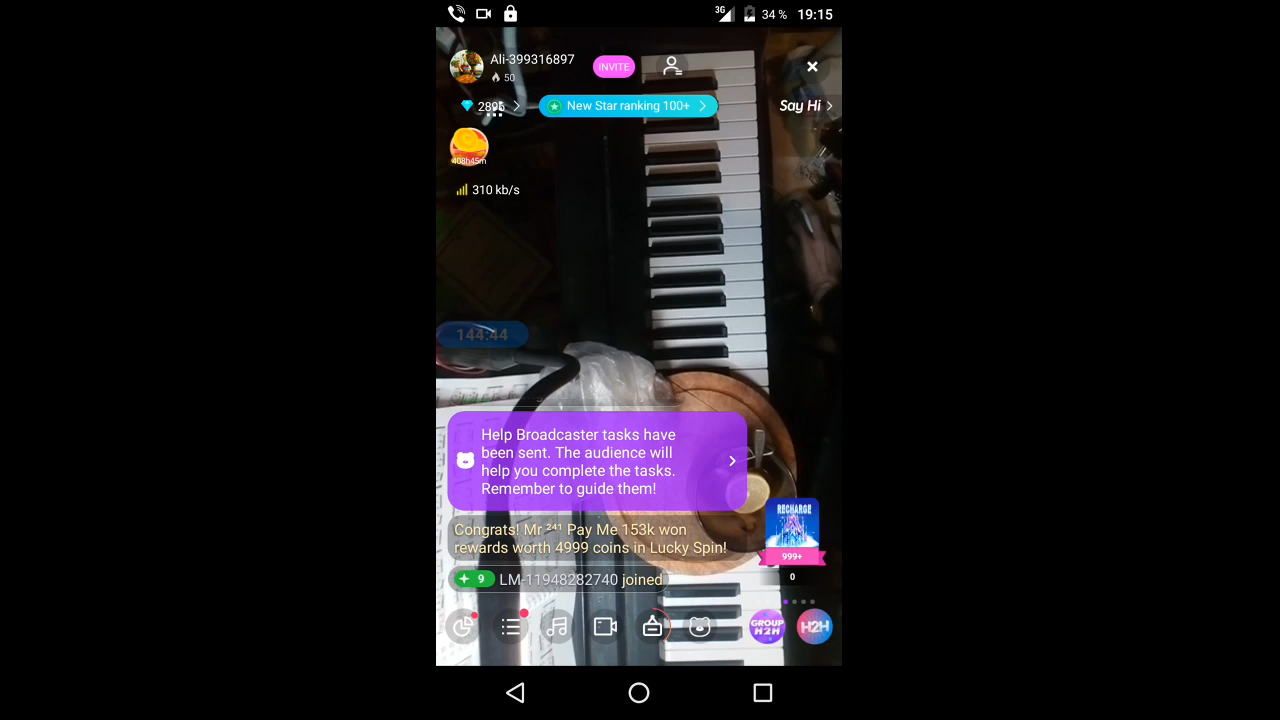 3G 34 % 19:15
Ali-399316897
50
INVITE
New Star ranking 100+
Say Hi
408h45m
310 kb/s
144:44
Help Broadcaster tasks have
been sent. The audience will
help you complete the tasks.
Remember to guide them!
RECHARGE
999+
0
Congrats! Mr ²⁴¹ Pay Me 153k won
rewards worth 4999 coins in Lucky Spin!
9 LM-11948282740 joined
GROUP
H2H
H2H